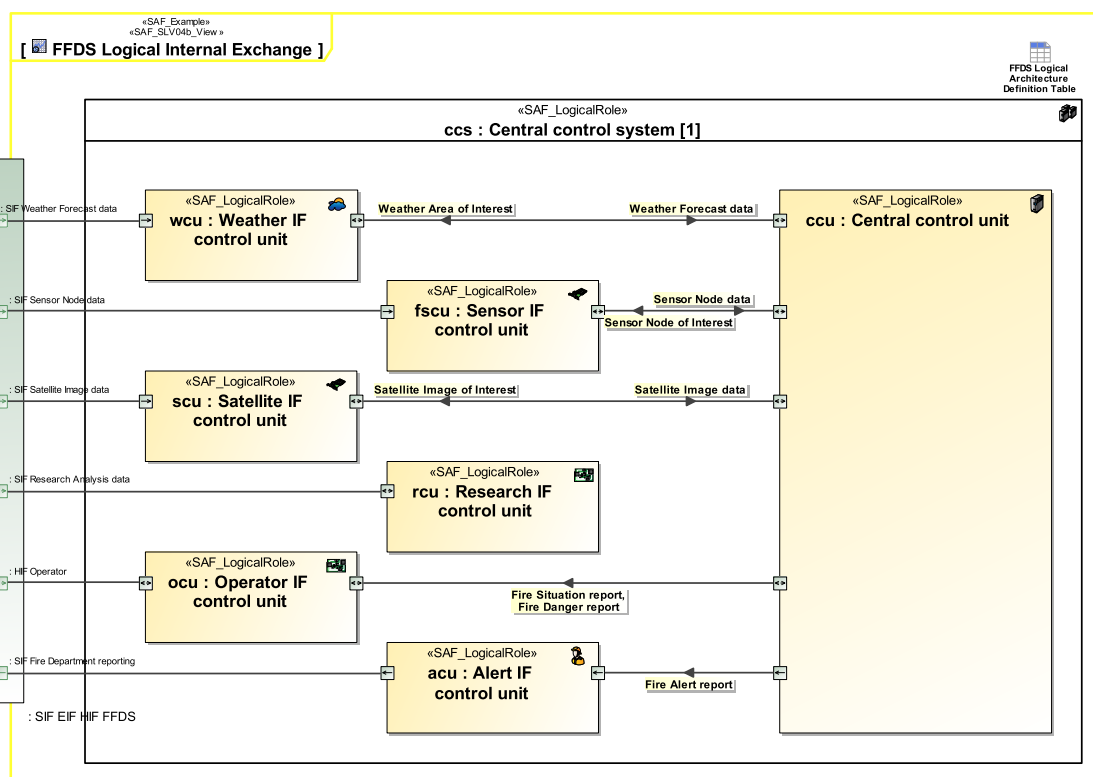 «SAF_Example»
«SAF_SLV04b_View»
[ FFDS Logical Internal Exchange ]
FFDS Logical
Architecture
Definition Table
«SAF_LogicalRole»
ccs : Central control system [1]
: SIF Weather Forecast data
«SAF_LogicalRole»
wcu : Weather IF
control unit
Weather Area of Interest
Weather Forecast data
«SAF_LogicalRole»
ccu : Central control unit
: SIF Sensor Node data
«SAF_LogicalRole»
fscu : Sensor IF
control unit
Sensor Node data
Sensor Node of Interest
: SIF Satellite Image data
«SAF_LogicalRole»
scu : Satellite IF
control unit
Satellite Image of Interest
Satellite Image data
: SIF Research Analysis data
«SAF_LogicalRole»
rcu : Research IF
control unit
: HIF Operator
«SAF_LogicalRole»
ocu : Operator IF
control unit
Fire Situation report,
Fire Danger report
: SIF Fire Department reporting
«SAF_LogicalRole»
acu : Alert IF
control unit
Fire Alert report
: SIF EIF HIF FFDS